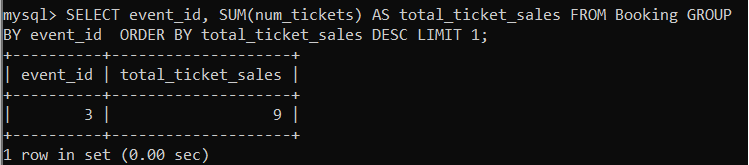 mysql> SELECT event_id, SUM(num_tickets) AS total_ticket_sales FROM Booking GROUP
BY event_id  ORDER BY total_ticket_sales DESC LIMIT 1;
+----------+--------------------+
| event_id | total_ticket_sales |
+----------+--------------------+
|        3 |                  9 |
+----------+--------------------+
1 row in set (0.00 sec)